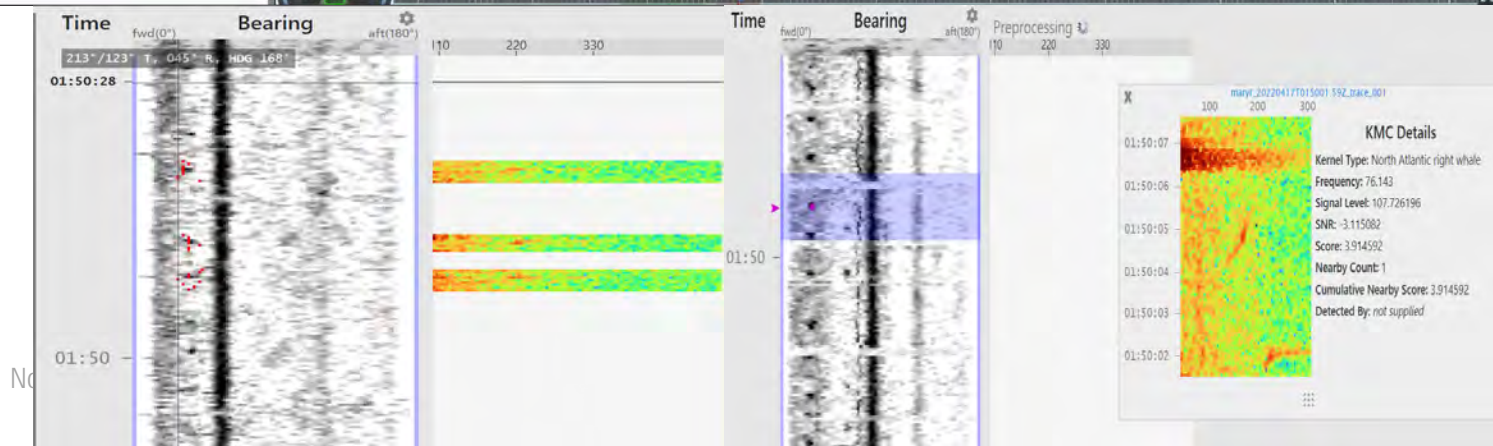 Time Bearing
fwd(0°) aft(180°)
110 220 330
213°/123° T, 045° R, HDG 168°
01:50:28
01:50
No
Time Bearing
fwd(0°) aft(180°)
Preprocessing
110 220 330
01:50
X
100 200 300
01:50:07
01:50:06
01:50:05
01:50:04
01:50:03
01:50:02
KMC Details
Kernel Type: North Atlantic right whale
Frequency: 76.143
Signal Level: 107.726196
SNR: -3.115082
Score: 3.914592
Nearby Count: 1
Cumulative Nearby Score: 3.914592
Detected By: not supplied